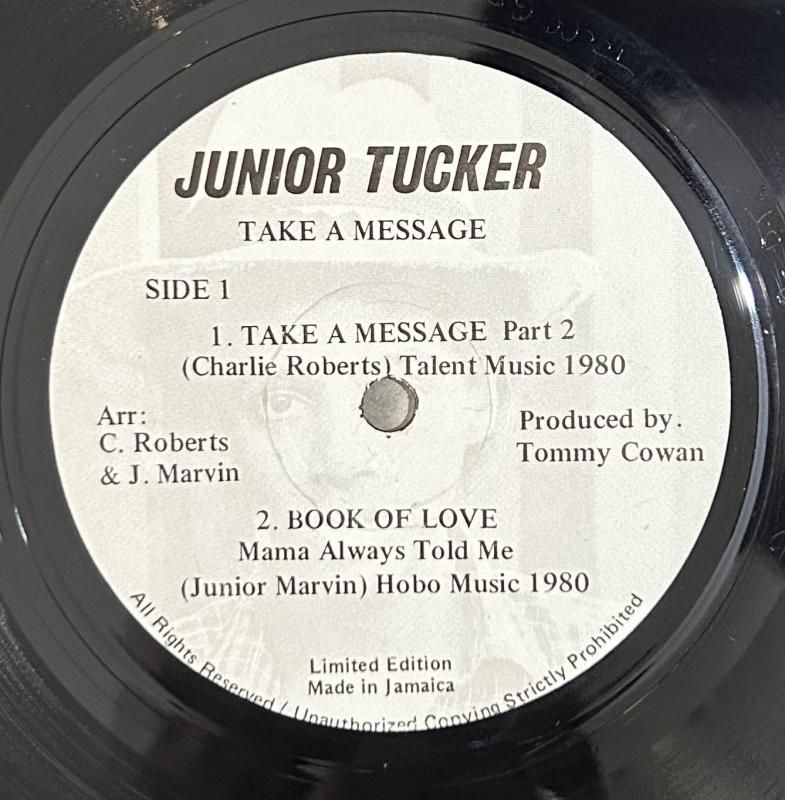 JUNIOR TUCKER
TAKE A MESSAGE
SIDE 1
1. TAKE A MESSAGE Part 2
(Charlie Roberts) Talent Music 1980
Arr:
C. Roberts
& J. Marvin
Produced by.
Tommy Cowan
2. BOOK OF LOVE
Mama Always Told Me
(Junior Marvin) Hobo Music 1980
Limited Edition
Made in Jamaica
All Rights Reserved / Unauthorized Copying Strictly Prohibited